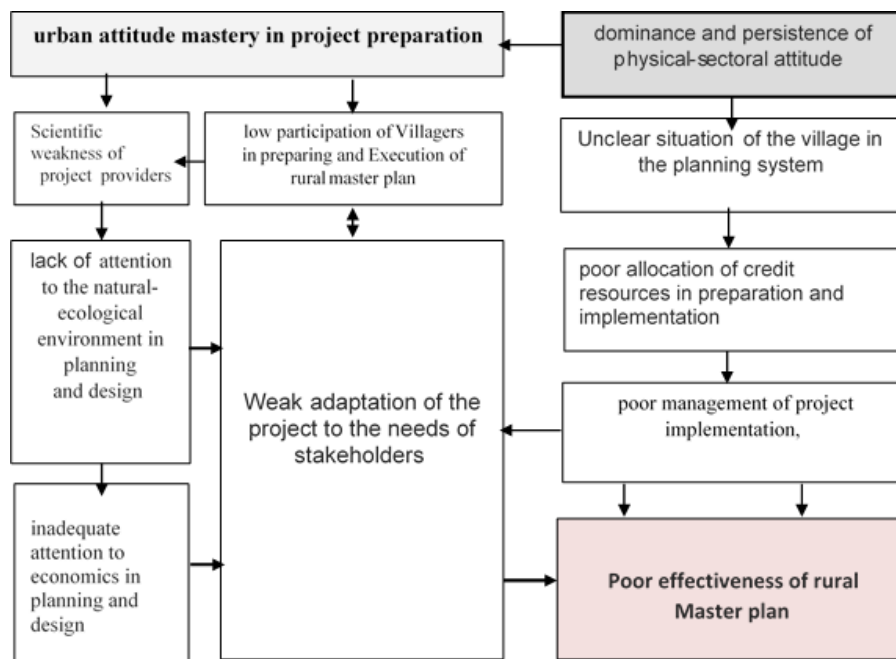 urban attitude mastery in project preparation
dominance and persistence of
physical-sectoral attitude
Scientific
weakness of
project providers
low participation of Villagers
in preparing and Execution of
rural master plan
Unclear situation of the village in
the planning system
lack of attention
to the natural-
ecological
environment in
planning
and design
poor allocation of credit
resources in preparation and
implementation
Weak adaptation of the
project to the needs of
stakeholders
poor management of project
implementation,
inadequate
attention to
economics in
planning and
design
Poor effectiveness of rural
Master plan